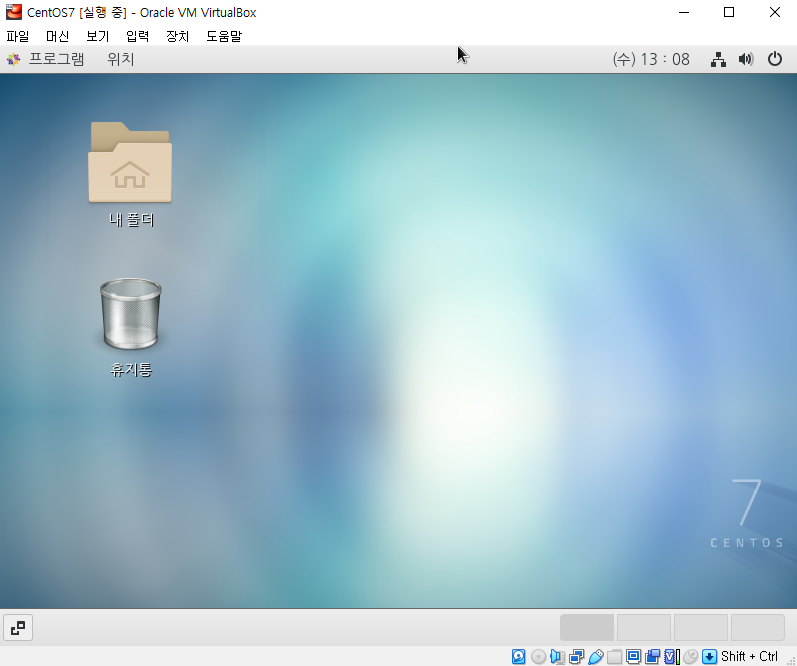 CentOS7 [실행 중] - Oracle VM VirtualBox
파일 머신 보기 입력 장치 도움말
프로그램 위치 (수) 13 : 08
내 폴더
휴지통
7
CENTOS
Shift + Ctrl